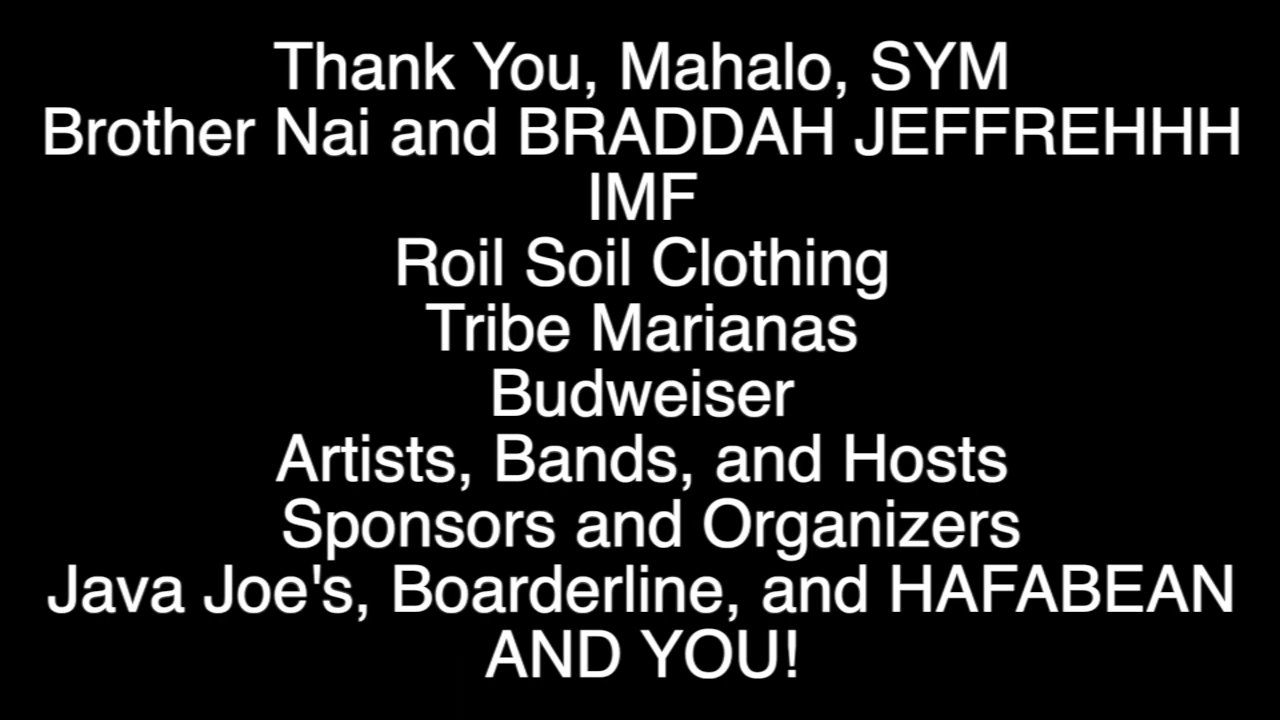 Thank You, Mahalo, SYM
Brother Nai and BRADDAH JEFFREHHH
IMF
Roil Soil Clothing
Tribe Marianas
Budweiser
Artists, Bands, and Hosts
Sponsors and Organizers
Java Joe's, Boarderline, and HAFABEAN
AND YOU!